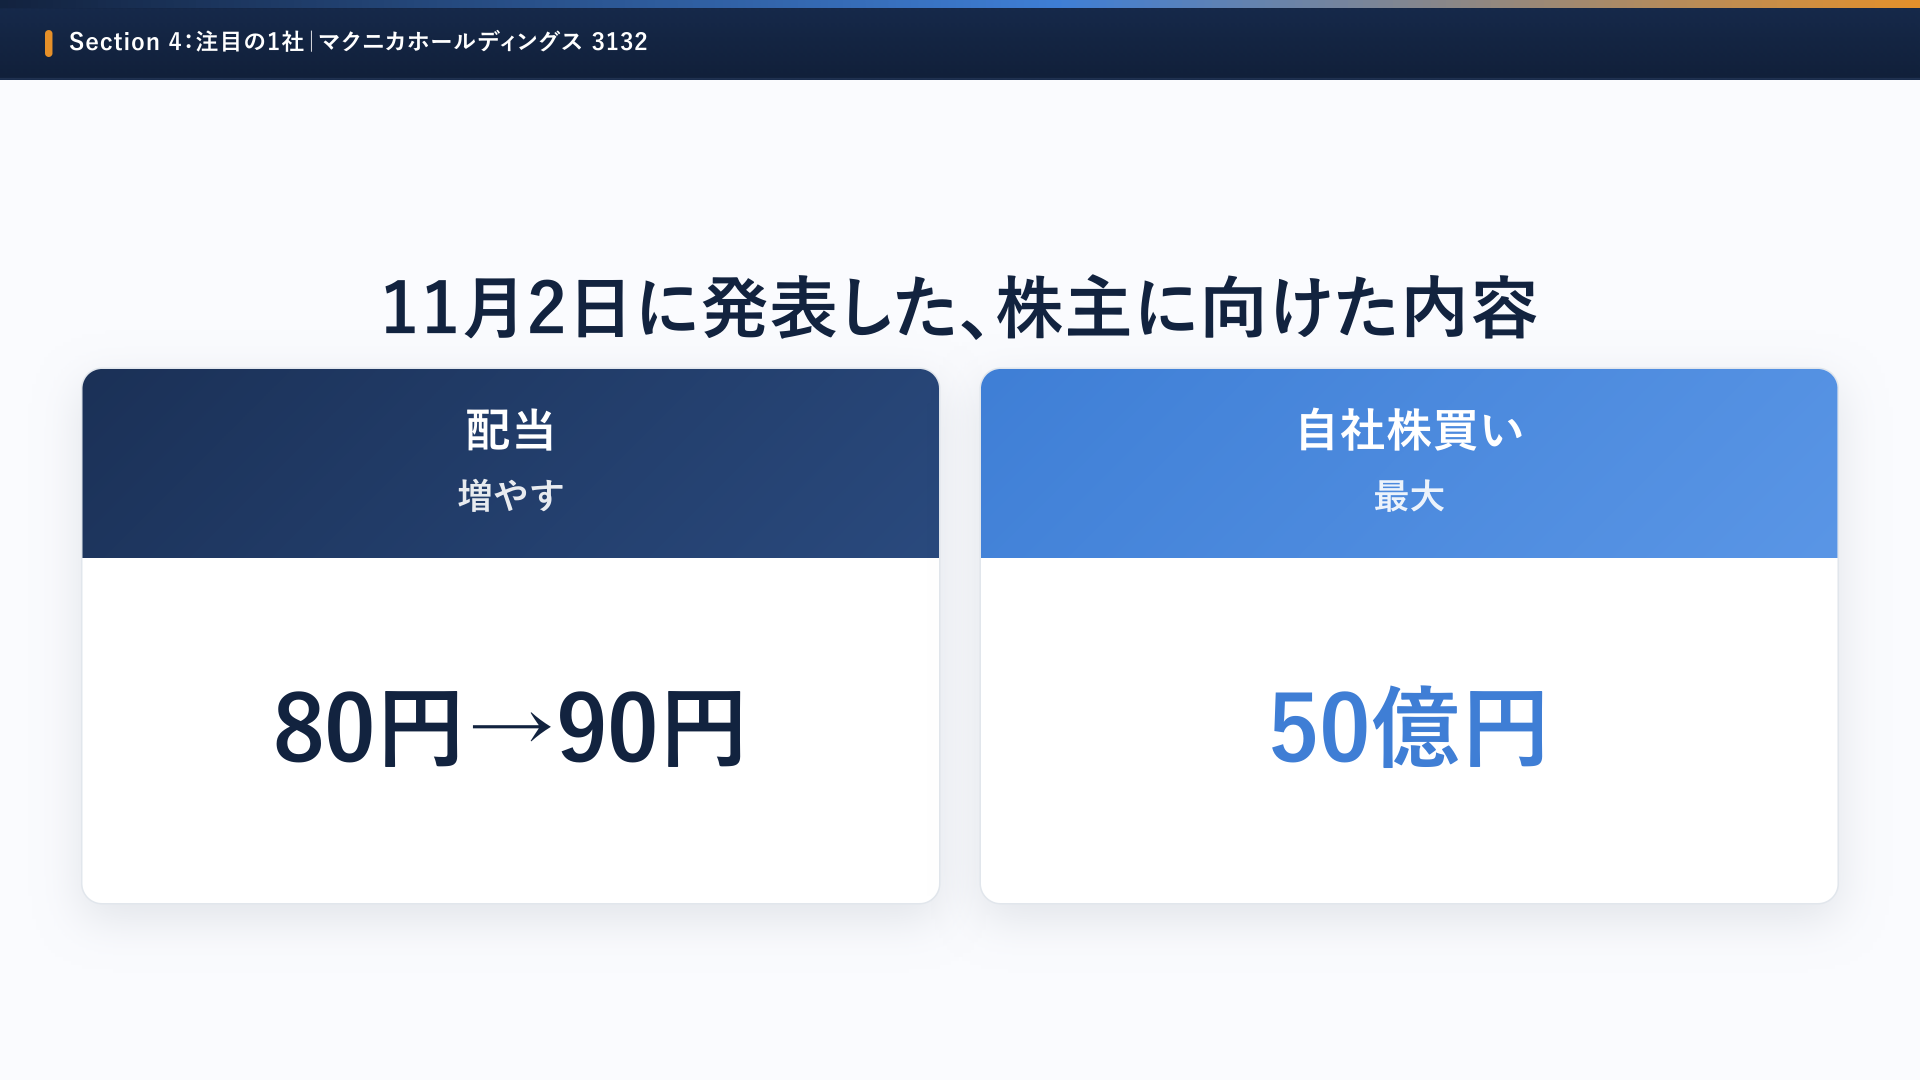 Section 4：注目の1社｜マクニカホールディングス 3132
11月2日に発表した、株主に向けた内容
配当
増やす
80円→90円
自社株買い
最大
50億円